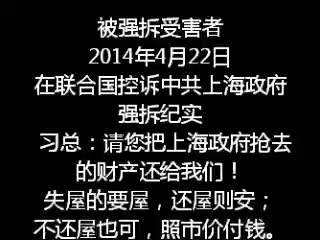 被强拆受害者
2014年4月22日
在联合国控诉中共上海政府
强拆纪实
习总：请您把上海政府抢去
的财产还给我们！
失屋的要屋，还屋则安；
不还屋也可，照市价付钱。